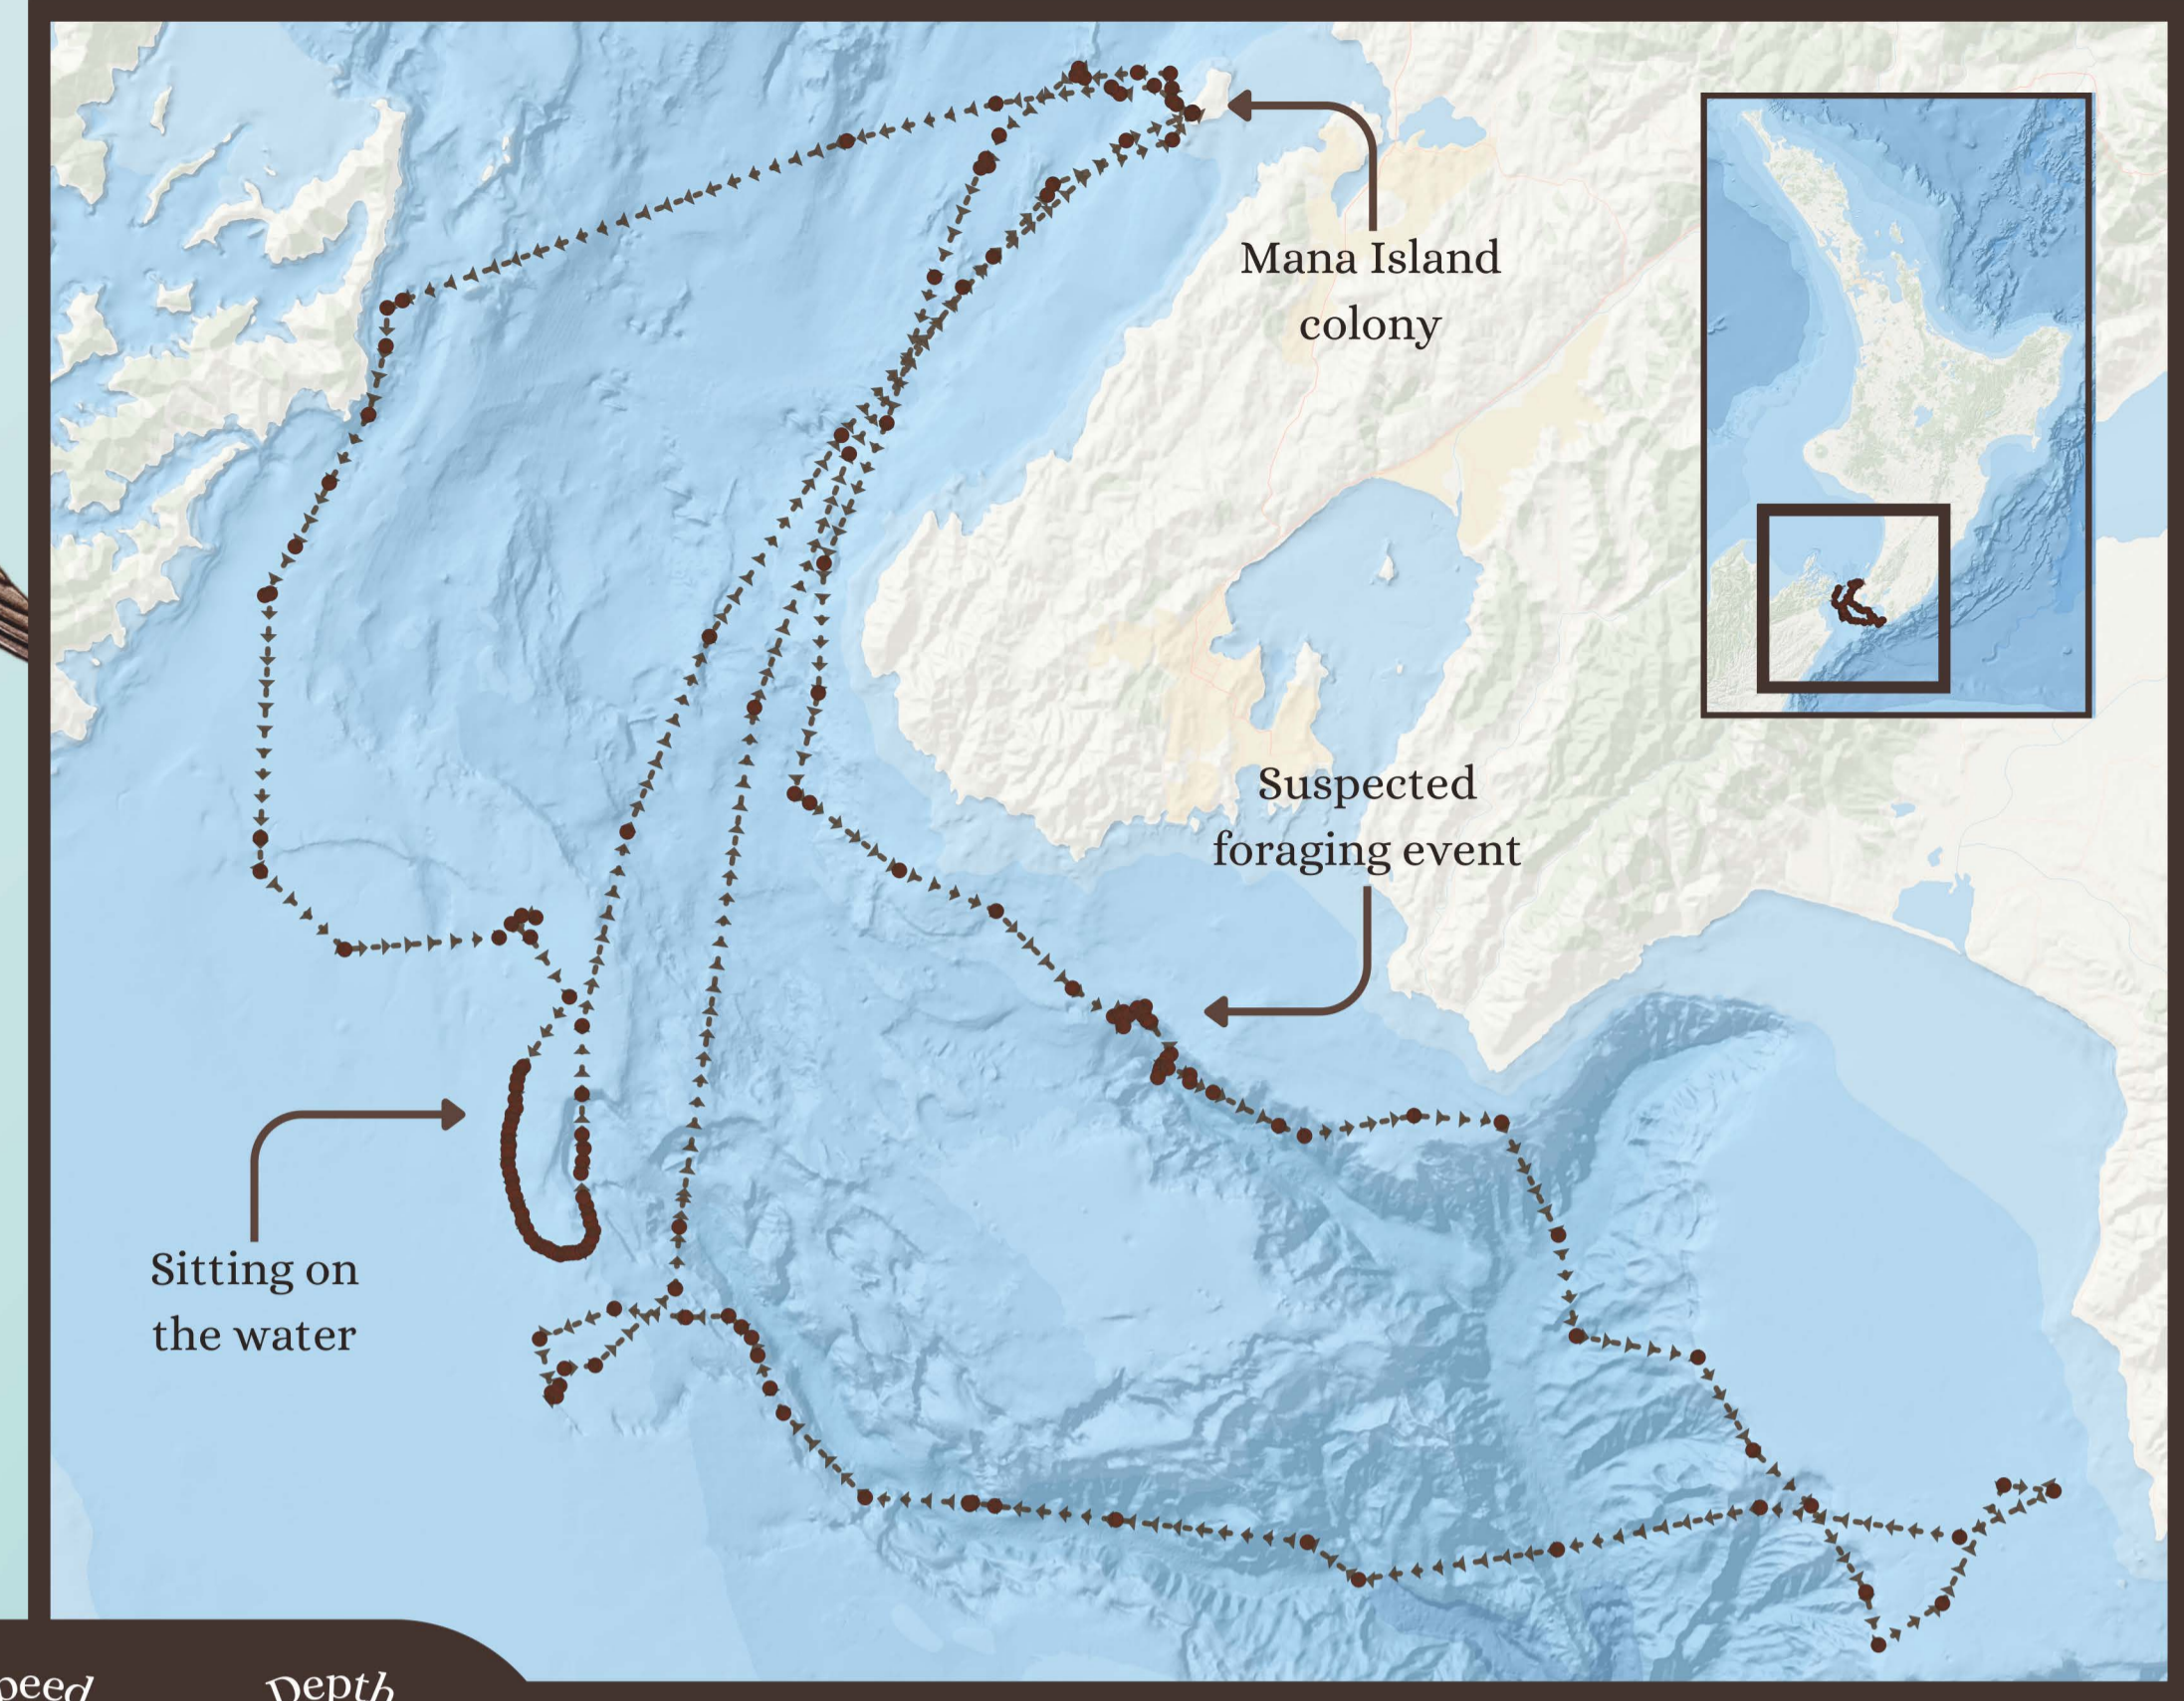 Mana Island
colony
Suspected
foraging event
Sitting on
the water
Depth